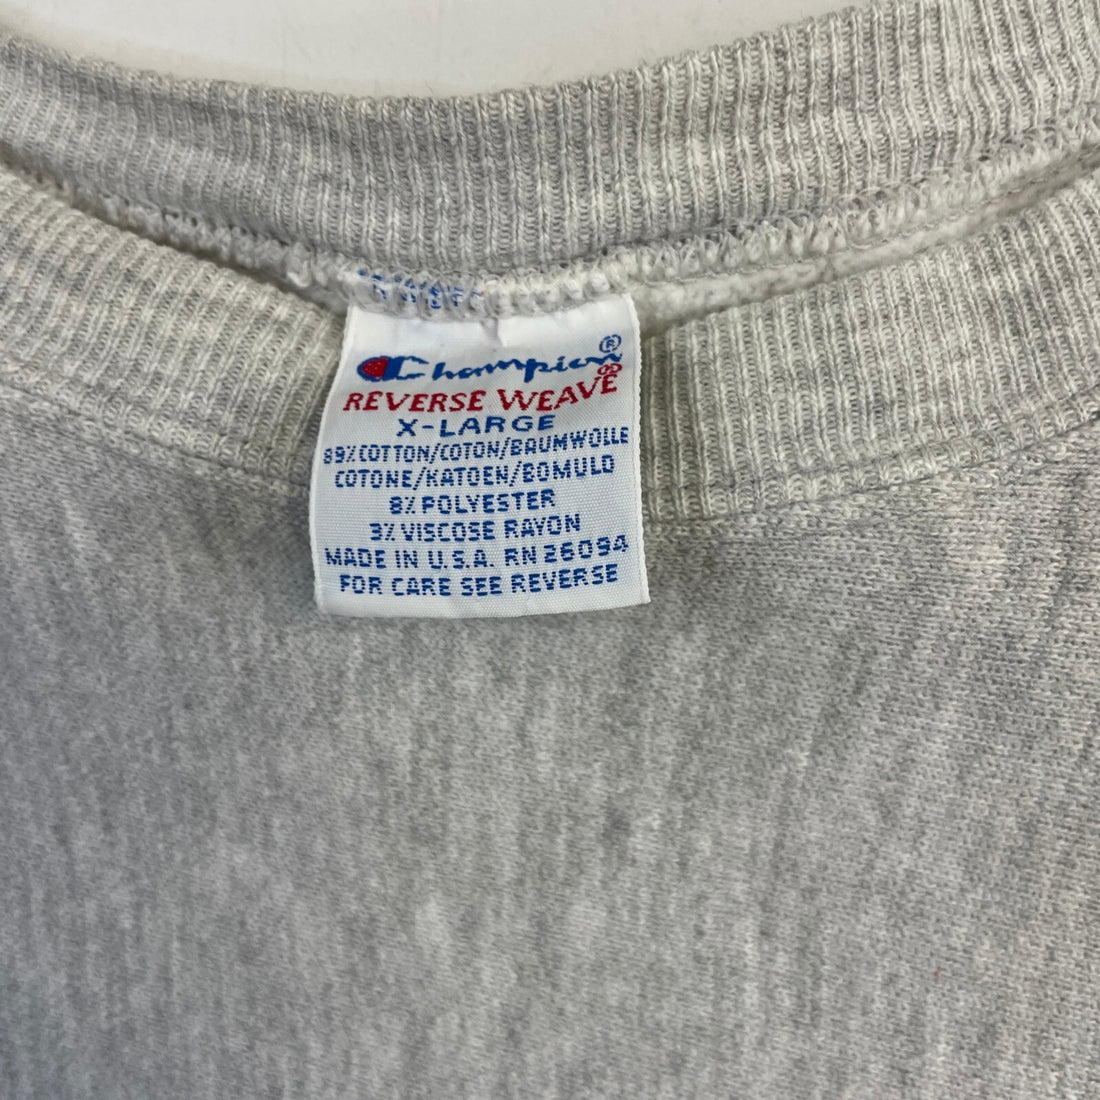 Champion®
REVERSE WEAVE®
X-LARGE
89% COTTON/COTON/BAUMWOLLE
COTONE/KATOEN/BOMULD
8% POLYESTER
3% VISCOSE RAYON
MADE IN U.S.A. RN 26094
FOR CARE SEE REVERSE